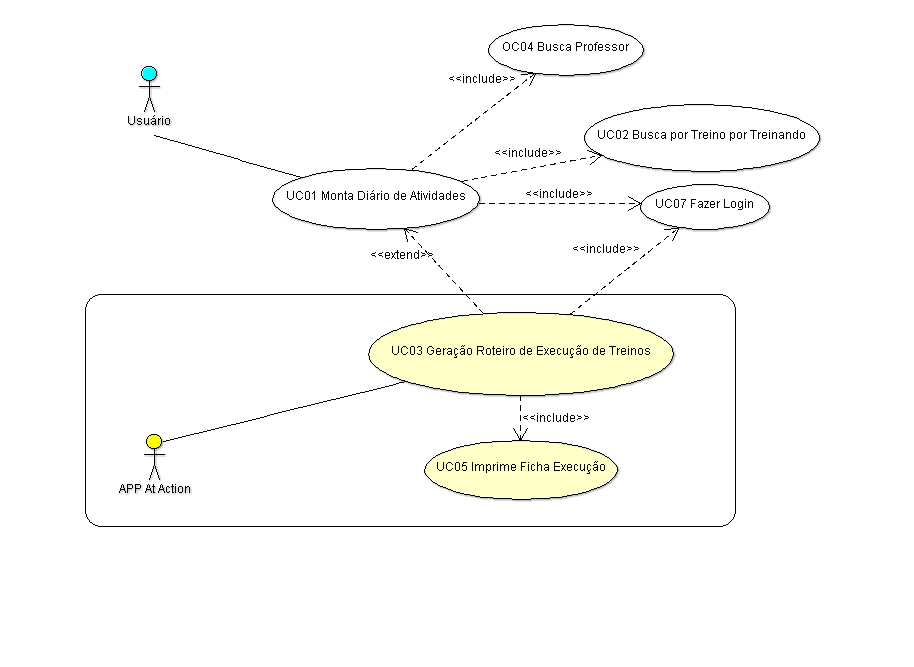 OC04 Busca Professor
<<include>>
Usuário
UC02 Busca por Treino por Treinando
<<include>>
UC01 Monta Diário de Atividades
<<include>>
UC07 Fazer Login
<<extend>>
<<include>>
UC03 Geração Roteiro de Execução de Treinos
<<include>>
UC05 Imprime Ficha Execução
APP At Action